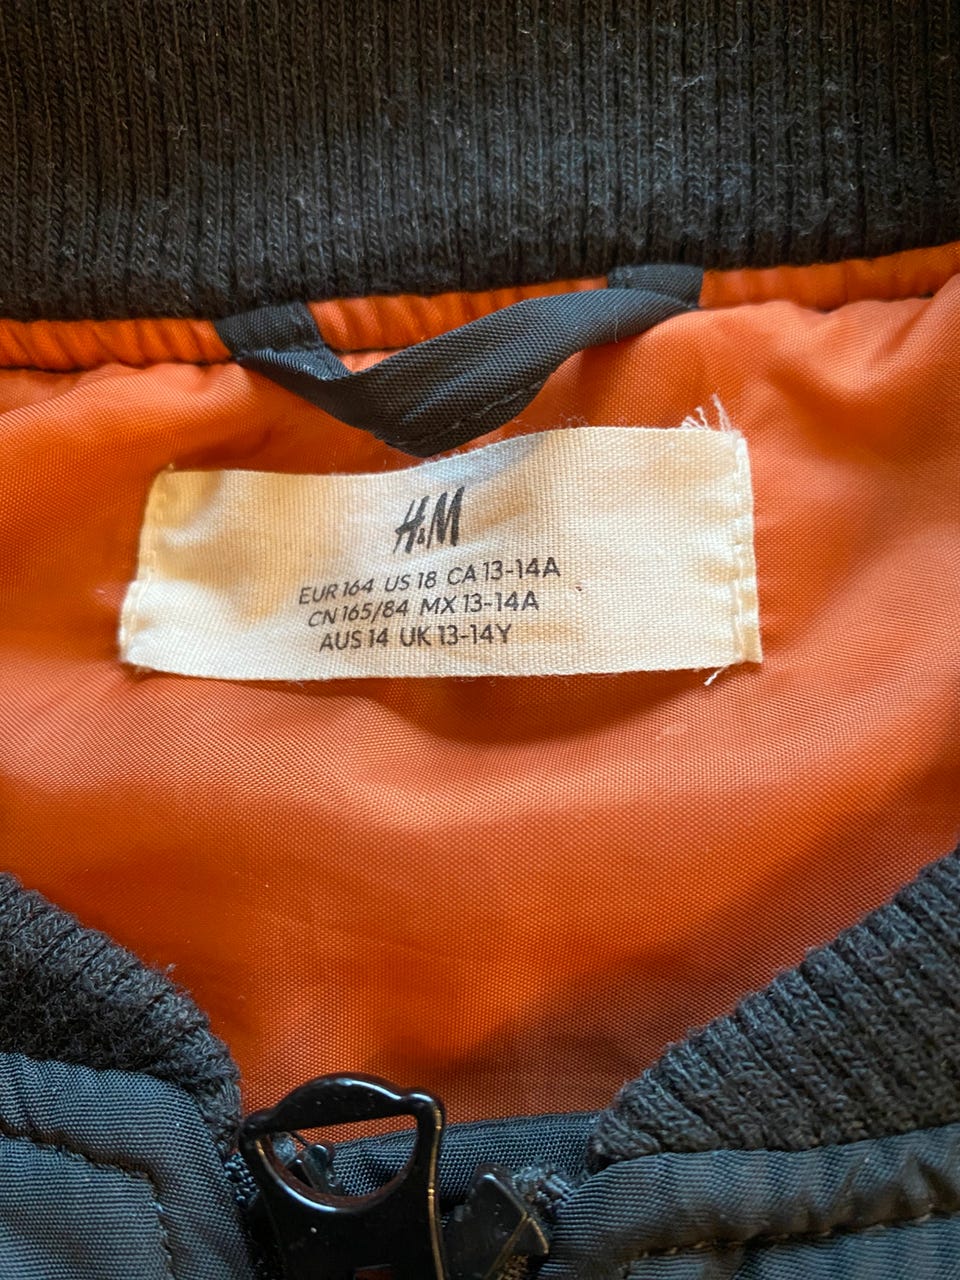 H&M
EUR 164 US 18 CA 13-14A
CN 165/84 MX 13-14A
AUS 14 UK 13-14Y